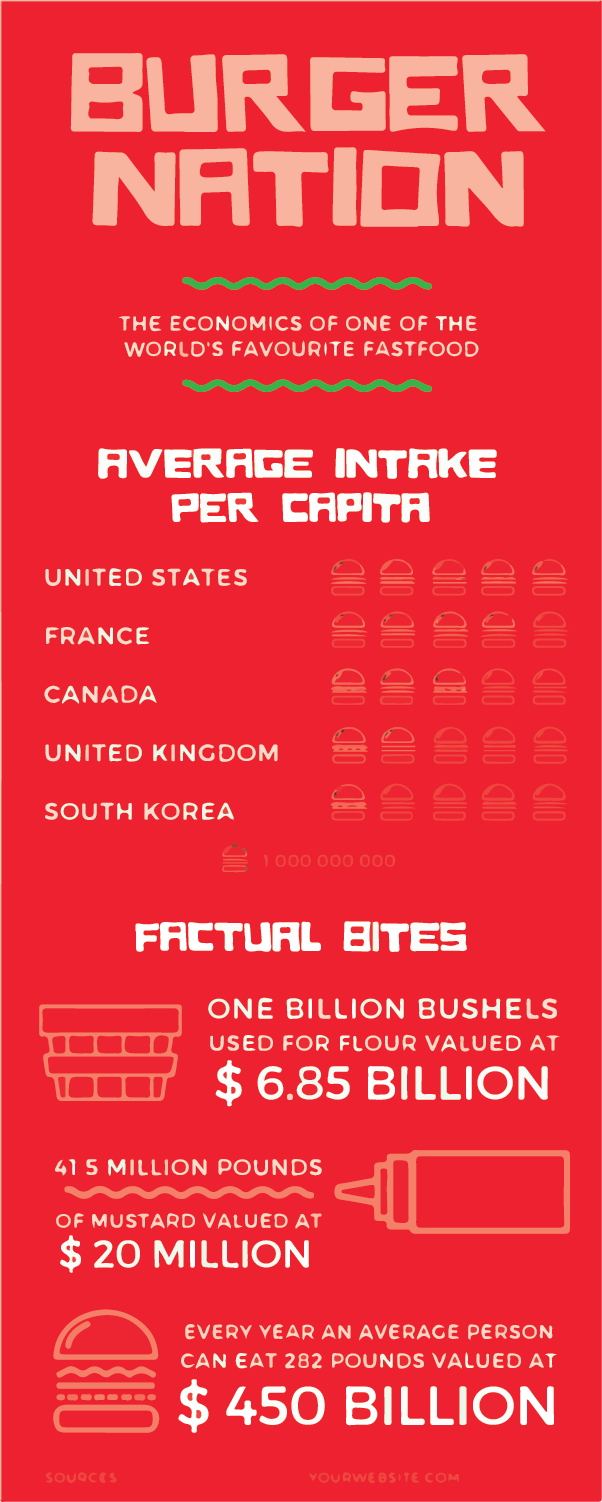 BURGER
NATION
THE ECONOMICS OF ONE OF THE
WORLD'S FAVOURITE FASTFOOD
AVERAGE INTAKE
PER CAPITA
UNITED STATES
FRANCE
CANADA
UNITED KINGDOM
SOUTH KOREA
1 000 000 000
FACTUAL BITES
ONE BILLION BUSHELS
USED FOR FLOUR VALUED AT
$ 6.85 BILLION
41 5 MILLION POUNDS
OF MUSTARD VALUED AT
$ 20 MILLION
EVERY YEAR AN AVERAGE PERSON
CAN EAT 282 POUNDS VALUED AT
$ 450 BILLION
SOURCES
YOURWEBSITE COM